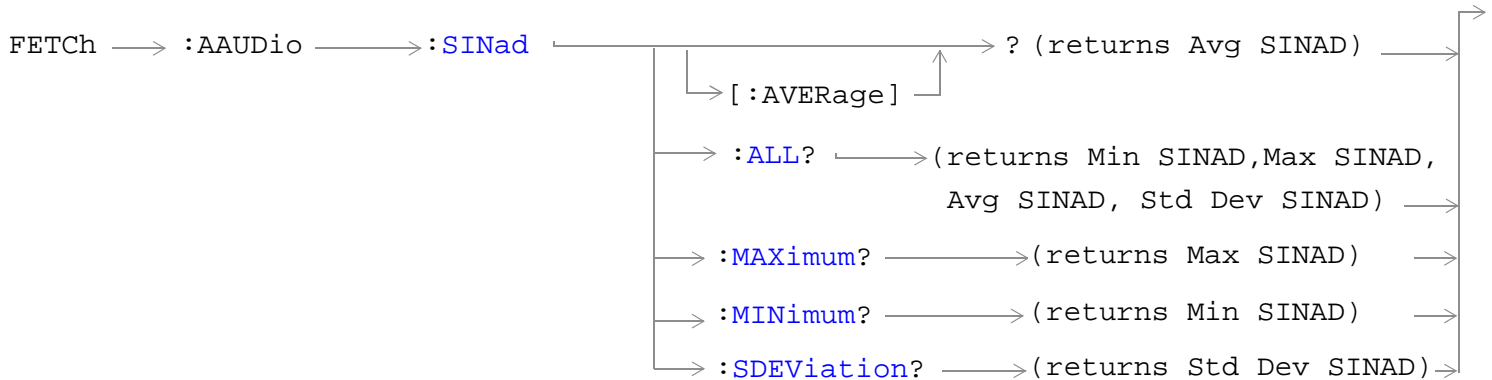 FETCh :AAUDio :SINad ? (returns Avg SINAD)
[:AVERage]
:ALL? (returns Min SINAD,Max SINAD,
Avg SINAD, Std Dev SINAD)
:MAXimum? (returns Max SINAD)
:MINimum? (returns Min SINAD)
:SDEViation? (returns Std Dev SINAD)